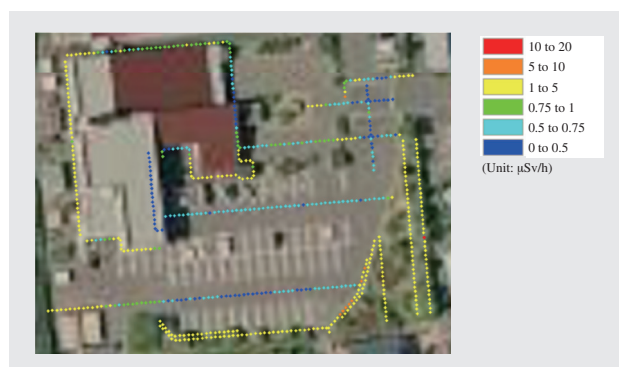 10 to 20
5 to 10
1 to 5
0.75 to 1
0.5 to 0.75
0 to 0.5
(Unit: μSv/h)